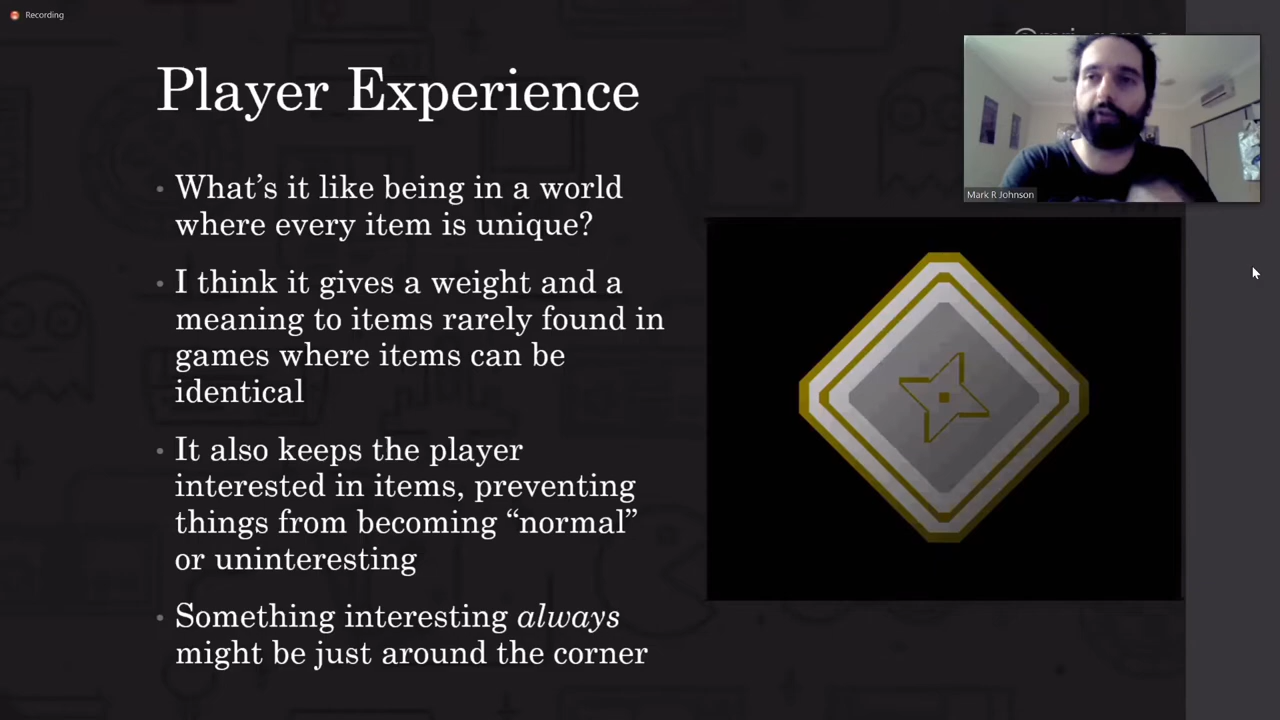 Recording
Player Experience
• What’s it like being in a world
where every item is unique?
• I think it gives a weight and a
meaning to items rarely found in
games where items can be
identical
• It also keeps the player
interested in items, preventing
things from becoming “normal”
or uninteresting
• Something interesting always
might be just around the corner
Mark R Johnson